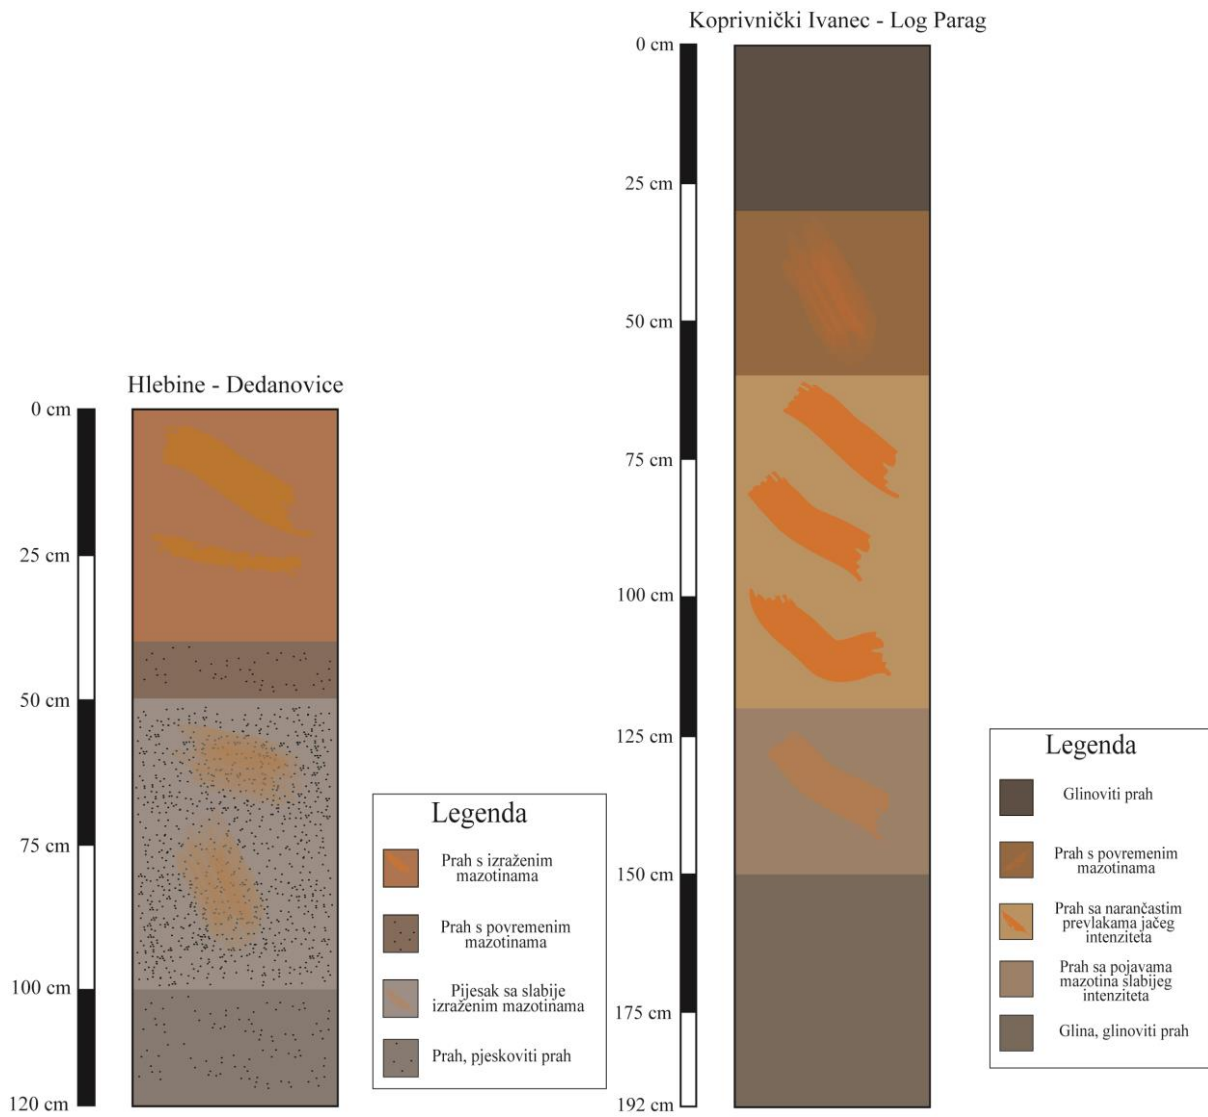 Koprivnički Ivanec - Log Parag
0 cm
25 cm
50 cm
75 cm
100 cm
125 cm
150 cm
175 cm
192 cm
Legenda
Glinoviti prah
Prah s povremenim
mazotinama
Prah sa narančastim
prevlakama jačeg
intenziteta
Prah sa pojavama
mazotina slabijeg
intenziteta
Glina, glinoviti prah
Hlebine - Dedanovice
0 cm
25 cm
50 cm
75 cm
100 cm
120 cm
Legenda
Prah s izraženim
mazotinama
Prah s povremenim
mazotinama
Pijesak sa slabije
izraženim mazotinama
Prah, pjeskoviti prah